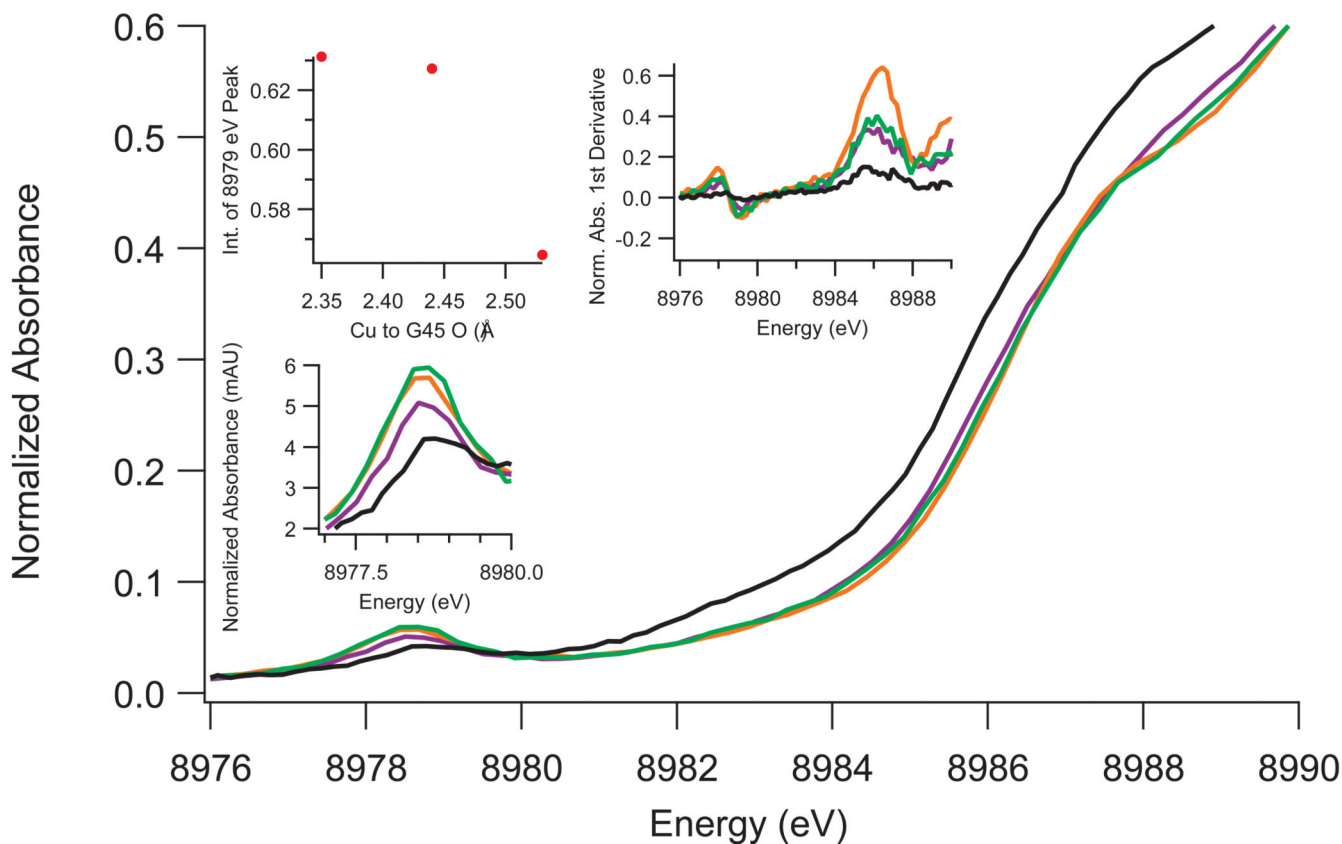 0.6
0.5
0.4
0.3
0.2
0.1
0.0
Normalized Absorbance
8976 8978 8980 8982 8984 8986 8988 8990
Energy (eV)
Int. of 8979 eV Peak
0.62
0.60
0.58
2.35 2.40 2.45 2.50
Cu to G45 O (Å)
Norm. Abs. 1st Derivative
0.6
0.4
0.2
0.0
-0.2
8976 8980 8984 8988
Energy (eV)
Normalized Absorbance (mAU)
6
5
4
3
2
8977.5 8980.0
Energy (eV)